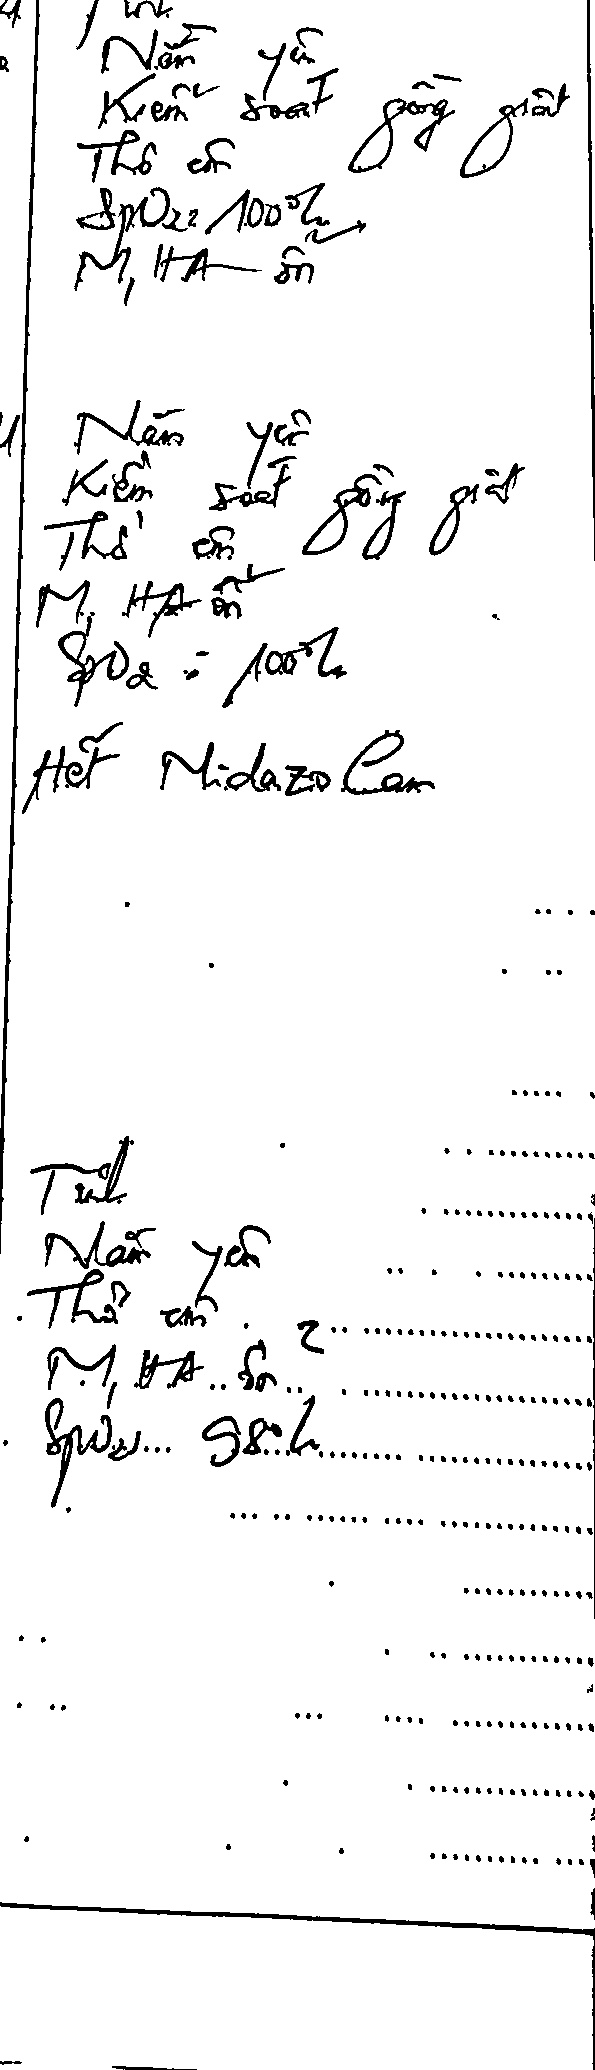 Nằm yên
Kiểm soát gồng giật
Thở êm
SpO2: 100%
M, HA ổn
Nằm yên
Kiểm soát gồng giật
Thở êm
M, HA ổn
SpO2 = 100%
Hết Midazolam
Tỉnh
Nằm yên
Thở êm
M, HA ổn
SpO2 98%